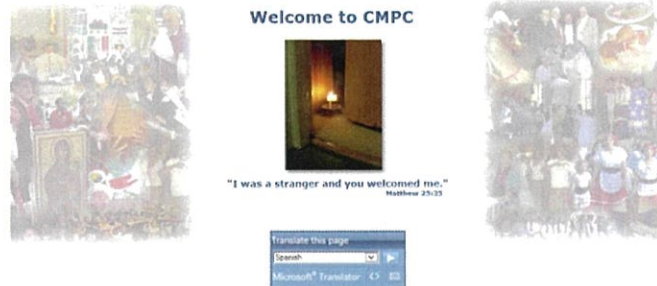 Welcome to CMPC
"I was a stranger and you welcomed me."
Matthew 25:35
Translate this page
Spanish
Microsoft® Translator